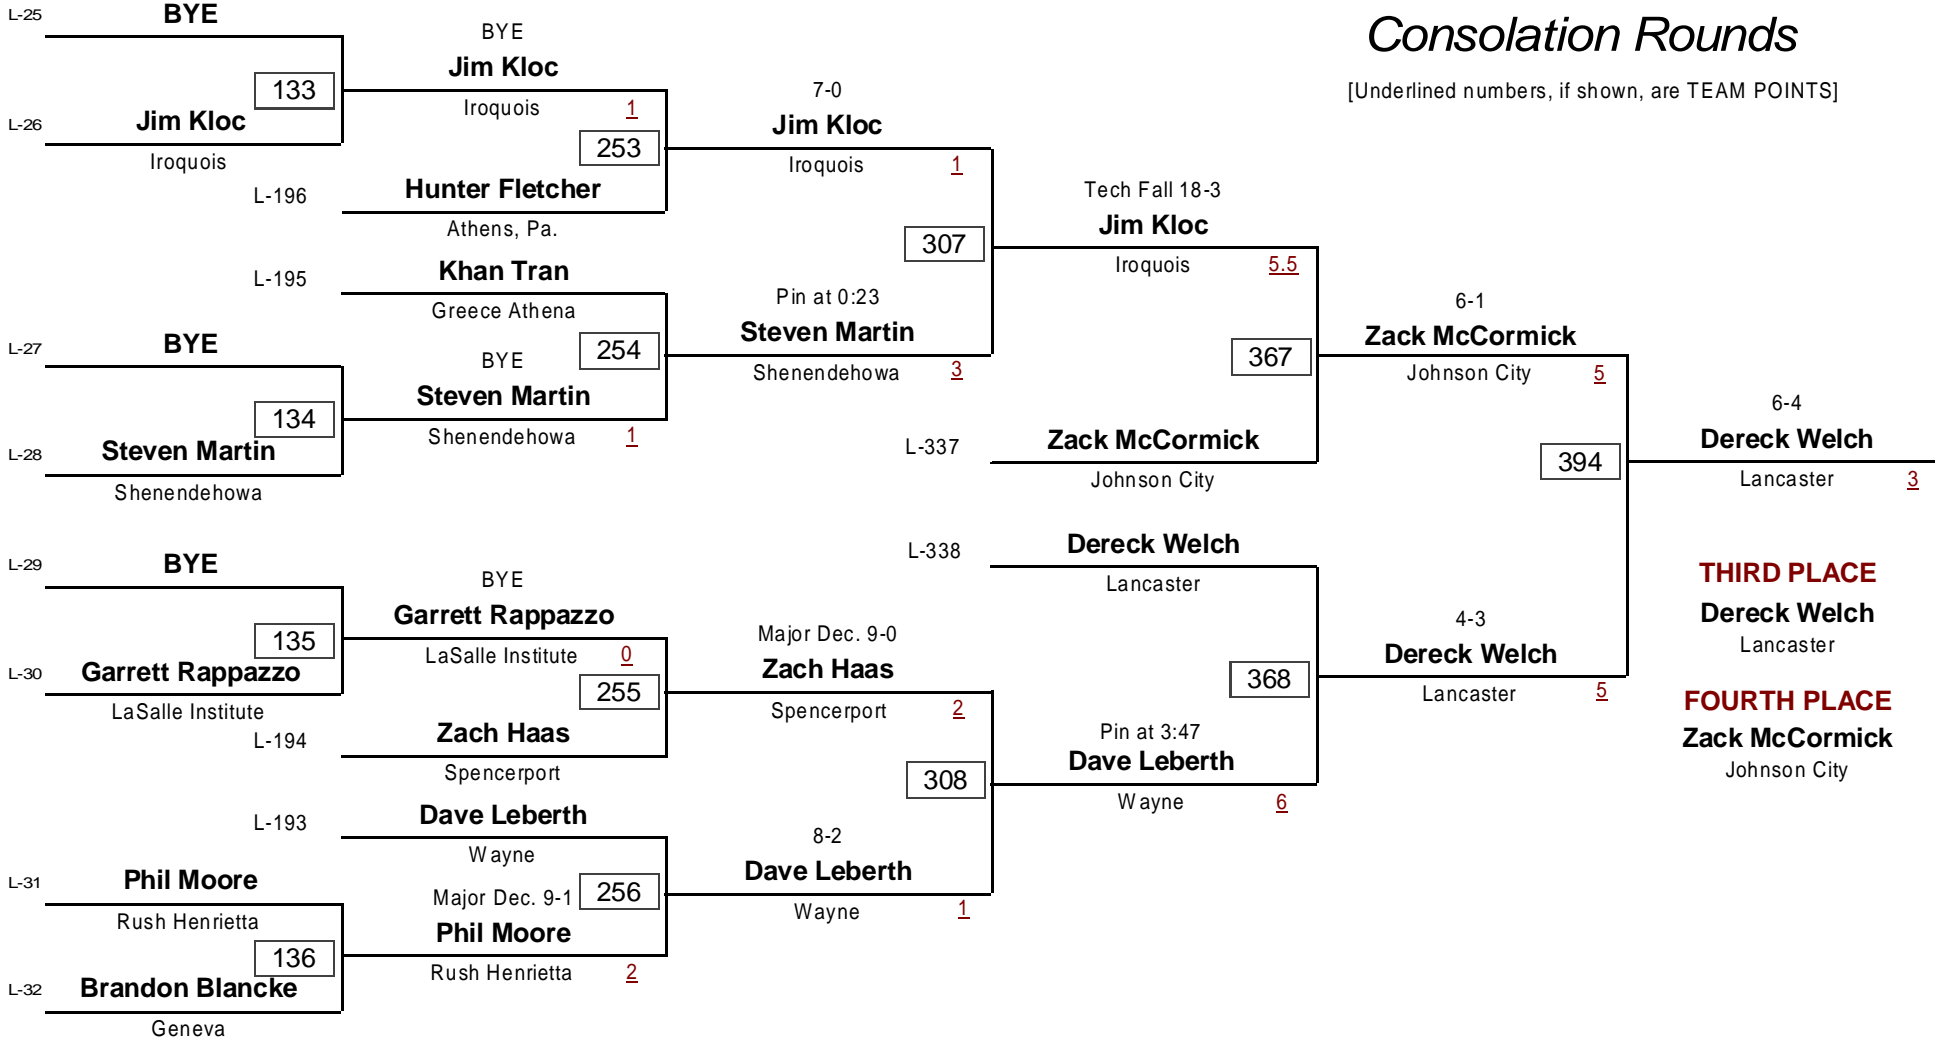 Consolation Rounds
[Underlined numbers, if shown, are TEAM POINTS]
L-25
BYE
133
L-26
Jim Kloc
Iroquois
BYE
Jim Kloc
Iroquois 1
253
L-196
Hunter Fletcher
Athens, Pa.
L-195
Khan Tran
Greece Athena
254
L-27
BYE
134
L-28
Steven Martin
Shenendehowa
BYE
Steven Martin
Shenendehowa 1
7-0
Jim Kloc
Iroquois 1
307
Pin at 0:23
Steven Martin
Shenendehowa 3
Tech Fall 18-3
Jim Kloc
Iroquois 5.5
367
L-337
Zack McCormick
Johnson City
6-1
Zack McCormick
Johnson City 5
394
L-29
BYE
135
L-30
Garrett Rappazzo
LaSalle Institute
BYE
Garrett Rappazzo
LaSalle Institute 0
255
L-194
Zach Haas
Spencerport
L-193
Dave Leberth
Wayne
256
L-31
Phil Moore
Rush Henrietta
136
L-32
Brandon Blancke
Geneva
Major Dec. 9-1
Phil Moore
Rush Henrietta 2
Major Dec. 9-0
Zach Haas
Spencerport 2
308
8-2
Dave Leberth
Wayne 1
L-338
Dereck Welch
Lancaster
368
Pin at 3:47
Dave Leberth
Wayne 6
4-3
Dereck Welch
Lancaster 5
6-4
Dereck Welch
Lancaster 3
THIRD PLACE
Dereck Welch
Lancaster
FOURTH PLACE
Zack McCormick
Johnson City